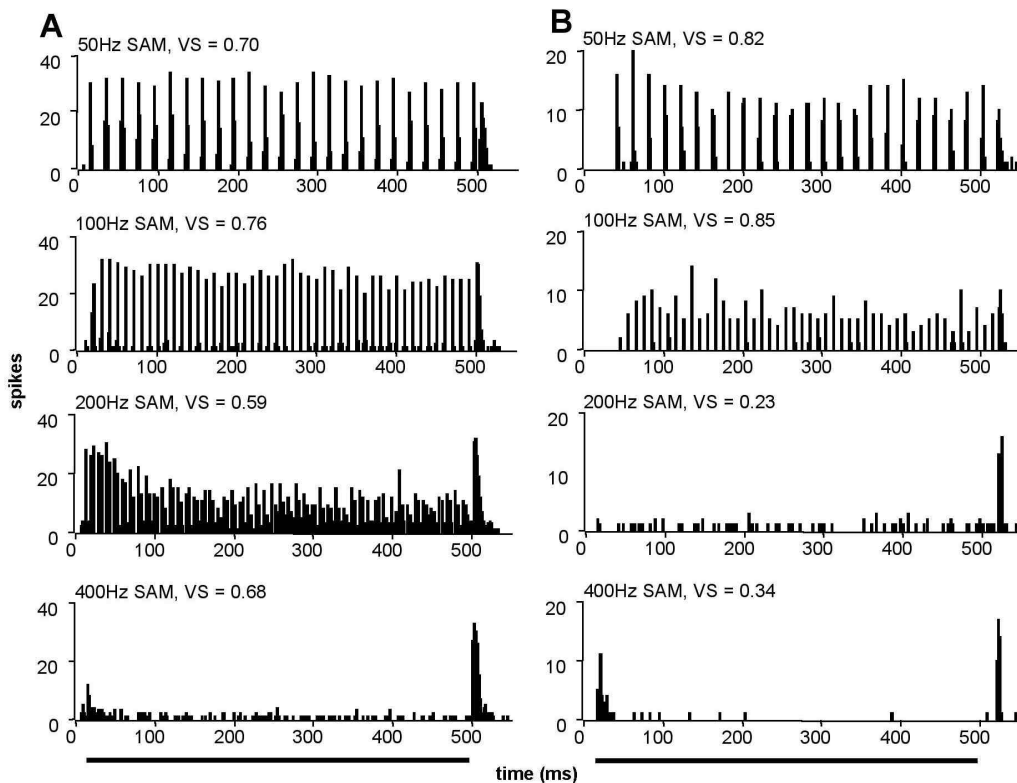 A
50Hz SAM, VS = 0.70
40
20
0
0 100 200 300 400 500
100Hz SAM, VS = 0.76
40
20
0
0 100 200 300 400 500
200Hz SAM, VS = 0.59
40
20
0
0 100 200 300 400 500
400Hz SAM, VS = 0.68
40
20
0
0 100 200 300 400 500
spikes
B
50Hz SAM, VS = 0.82
20
10
0
0 100 200 300 400 500
100Hz SAM, VS = 0.85
20
10
0
0 100 200 300 400 500
200Hz SAM, VS = 0.23
20
10
0
0 100 200 300 400 500
400Hz SAM, VS = 0.34
20
10
0
0 100 200 300 400 500
time (ms)